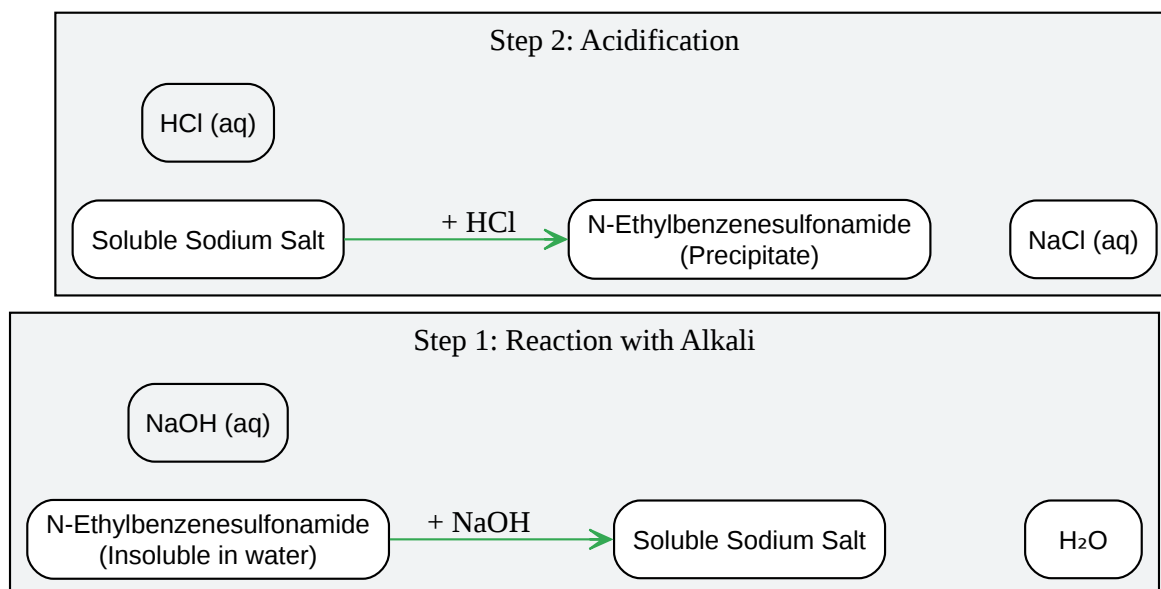 Step 2: Acidification
HCl (aq)
Soluble Sodium Salt
+ HCl
N-Ethylbenzenesulfonamide
(Precipitate)
NaCl (aq)
Step 1: Reaction with Alkali
NaOH (aq)
N-Ethylbenzenesulfonamide
(Insoluble in water)
+ NaOH
Soluble Sodium Salt
H₂O